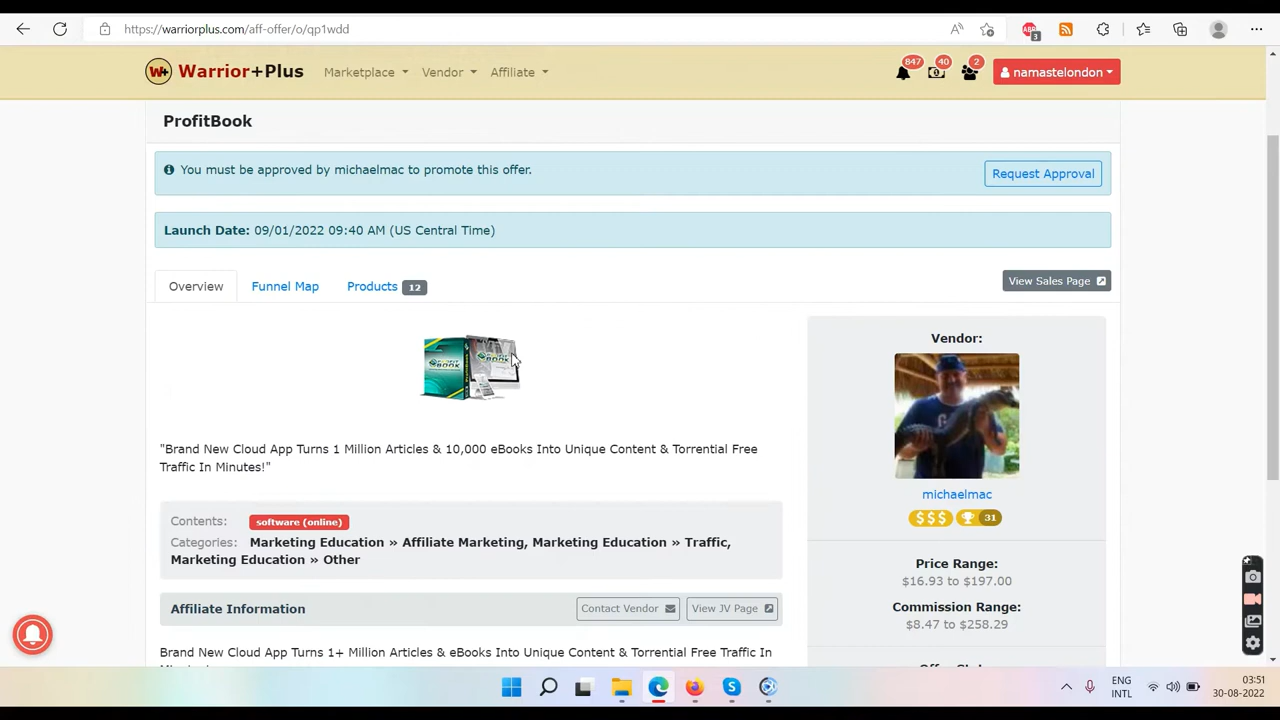 https://warriorplus.com/aff-offer/o/qp1wdd
ABP
3
W+ Warrior+Plus
Marketplace
Vendor
Affiliate
847
40
2
namastelondon
ProfitBook
You must be approved by michaelmac to promote this offer.
Request Approval
Launch Date: 09/01/2022 09:40 AM (US Central Time)
Overview
Funnel Map
Products 12
View Sales Page
PROFIT
BOOK
Vendor:
michaelmac
$$$
31
"Brand New Cloud App Turns 1 Million Articles & 10,000 eBooks Into Unique Content & Torrential Free
Traffic In Minutes!"
Contents: software (online)
Categories: Marketing Education » Affiliate Marketing, Marketing Education » Traffic,
Marketing Education » Other
Price Range:
$16.93 to $197.00
Commission Range:
$8.47 to $258.29
Affiliate Information
Contact Vendor
View JV Page
Brand New Cloud App Turns 1+ Million Articles & eBooks Into Unique Content & Torrential Free Traffic In
ENG
INTL
03:51
30-08-2022